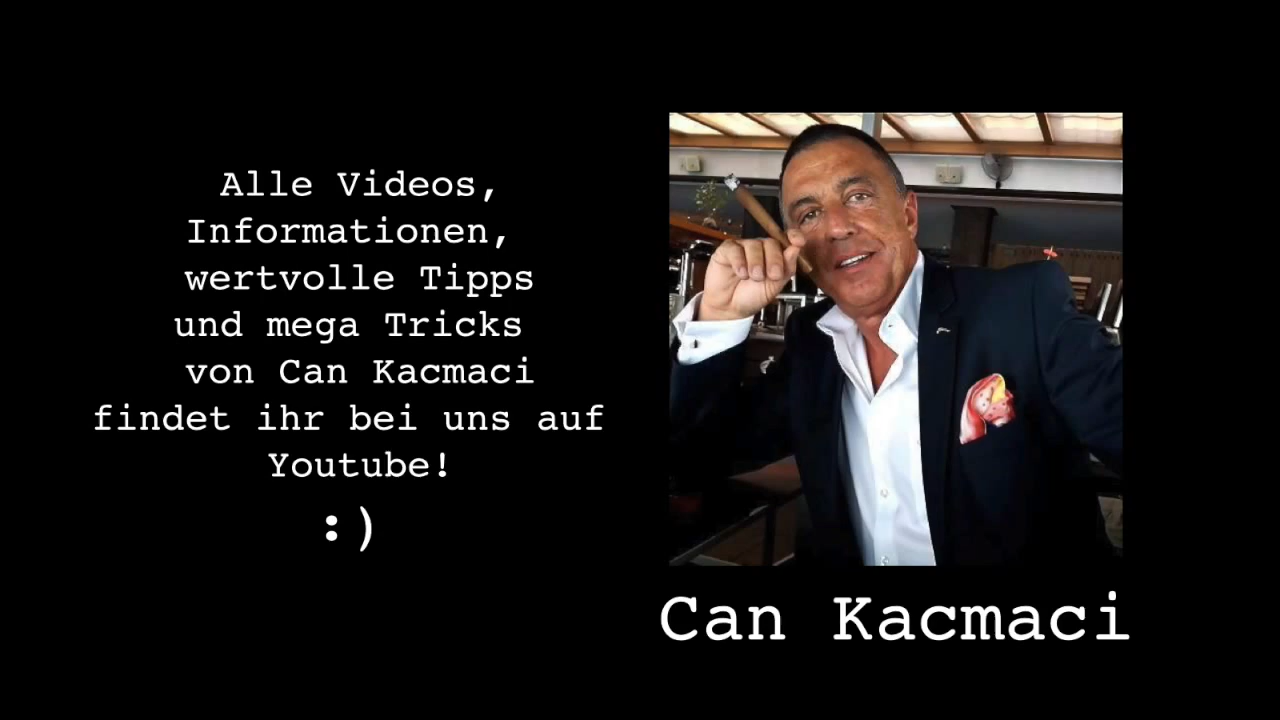 Alle Videos,
Informationen,
wertvolle Tipps
und mega Tricks
von Can Kacmaci
findet ihr bei uns auf
Youtube!
:)
Can Kacmaci